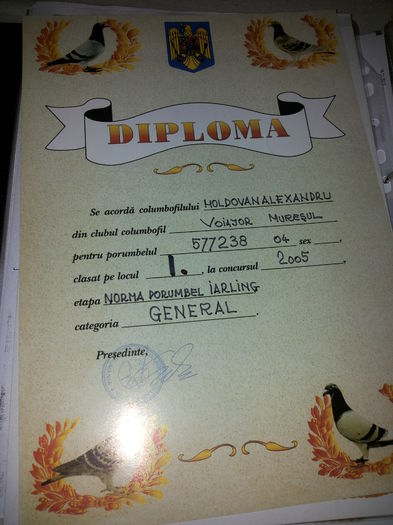 DIPLOMA
Se acordă columbofilului MOLDOVAN ALEXANDRU
din clubul columbofil VOIAJOR MUREȘUL
pentru porumbelul 577238 04 sex
clasat pe locul 1. , la concursul 2005 ,
etapa NORMA PORUMBEL IARLING
categoria GENERAL .
Președinte,